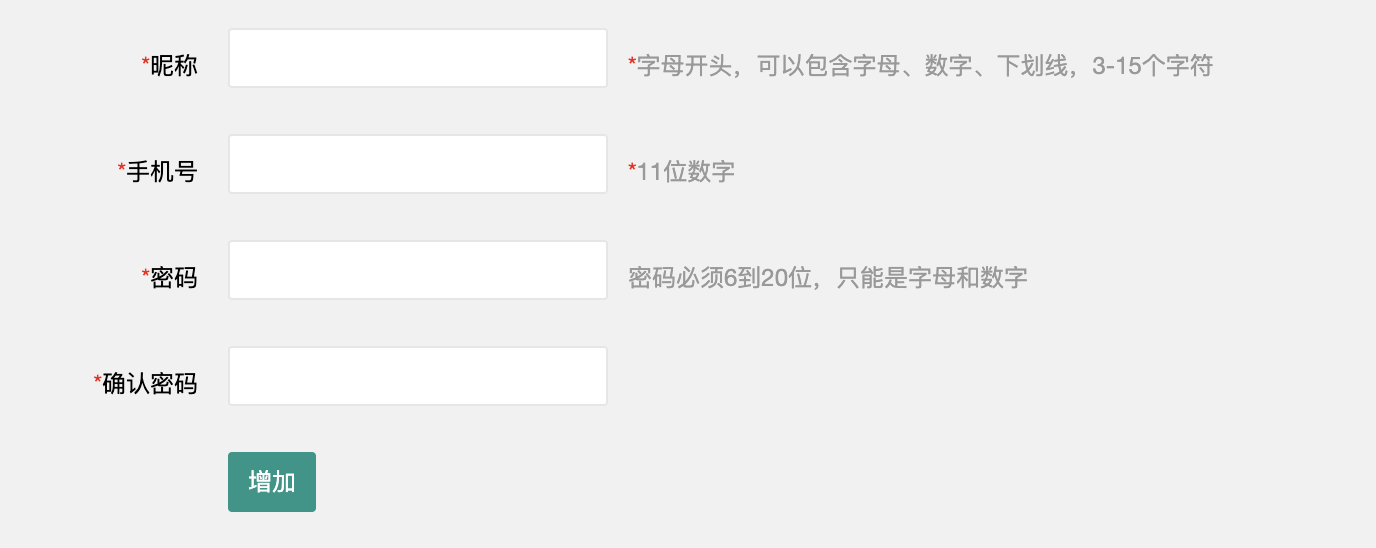 *昵称 *字母开头，可以包含字母、数字、下划线，3-15个字符
*手机号 *11位数字
*密码 密码必须6到20位，只能是字母和数字
*确认密码
增加